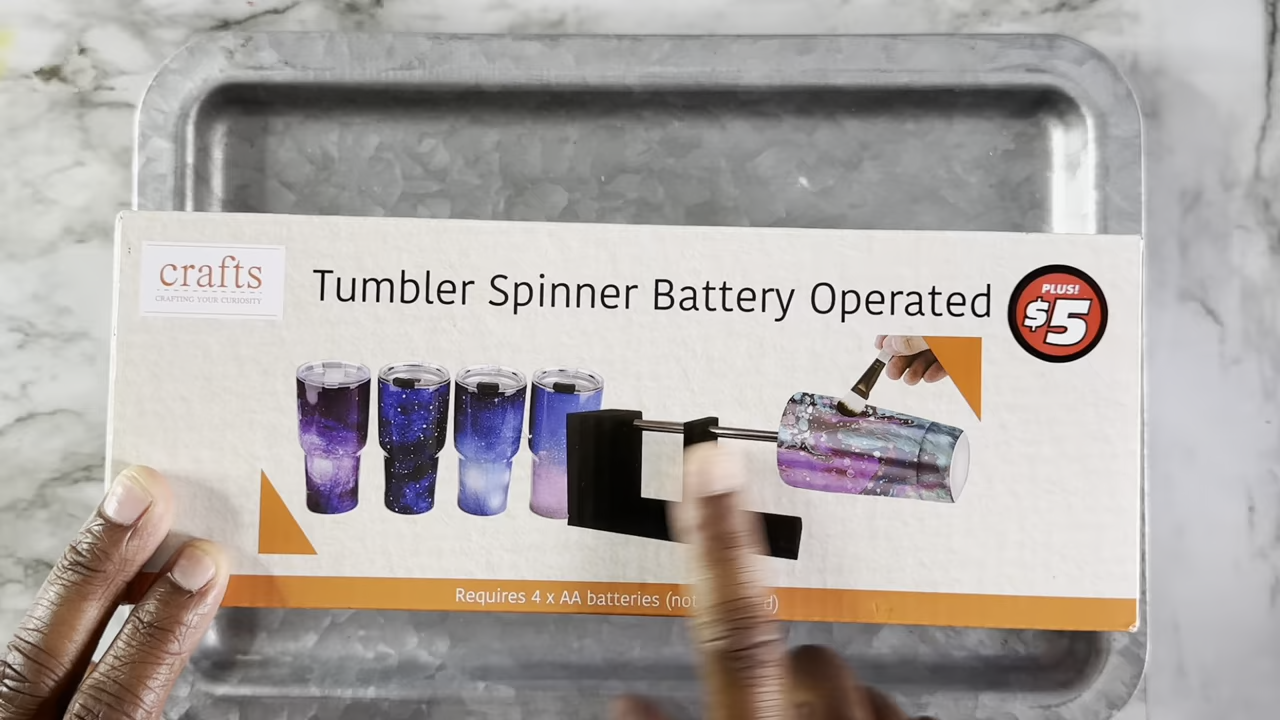 crafts
CRAFTING YOUR CURIOSITY
Tumbler Spinner Battery Operated
PLUS!
$5
Requires 4 x AA batteries (not